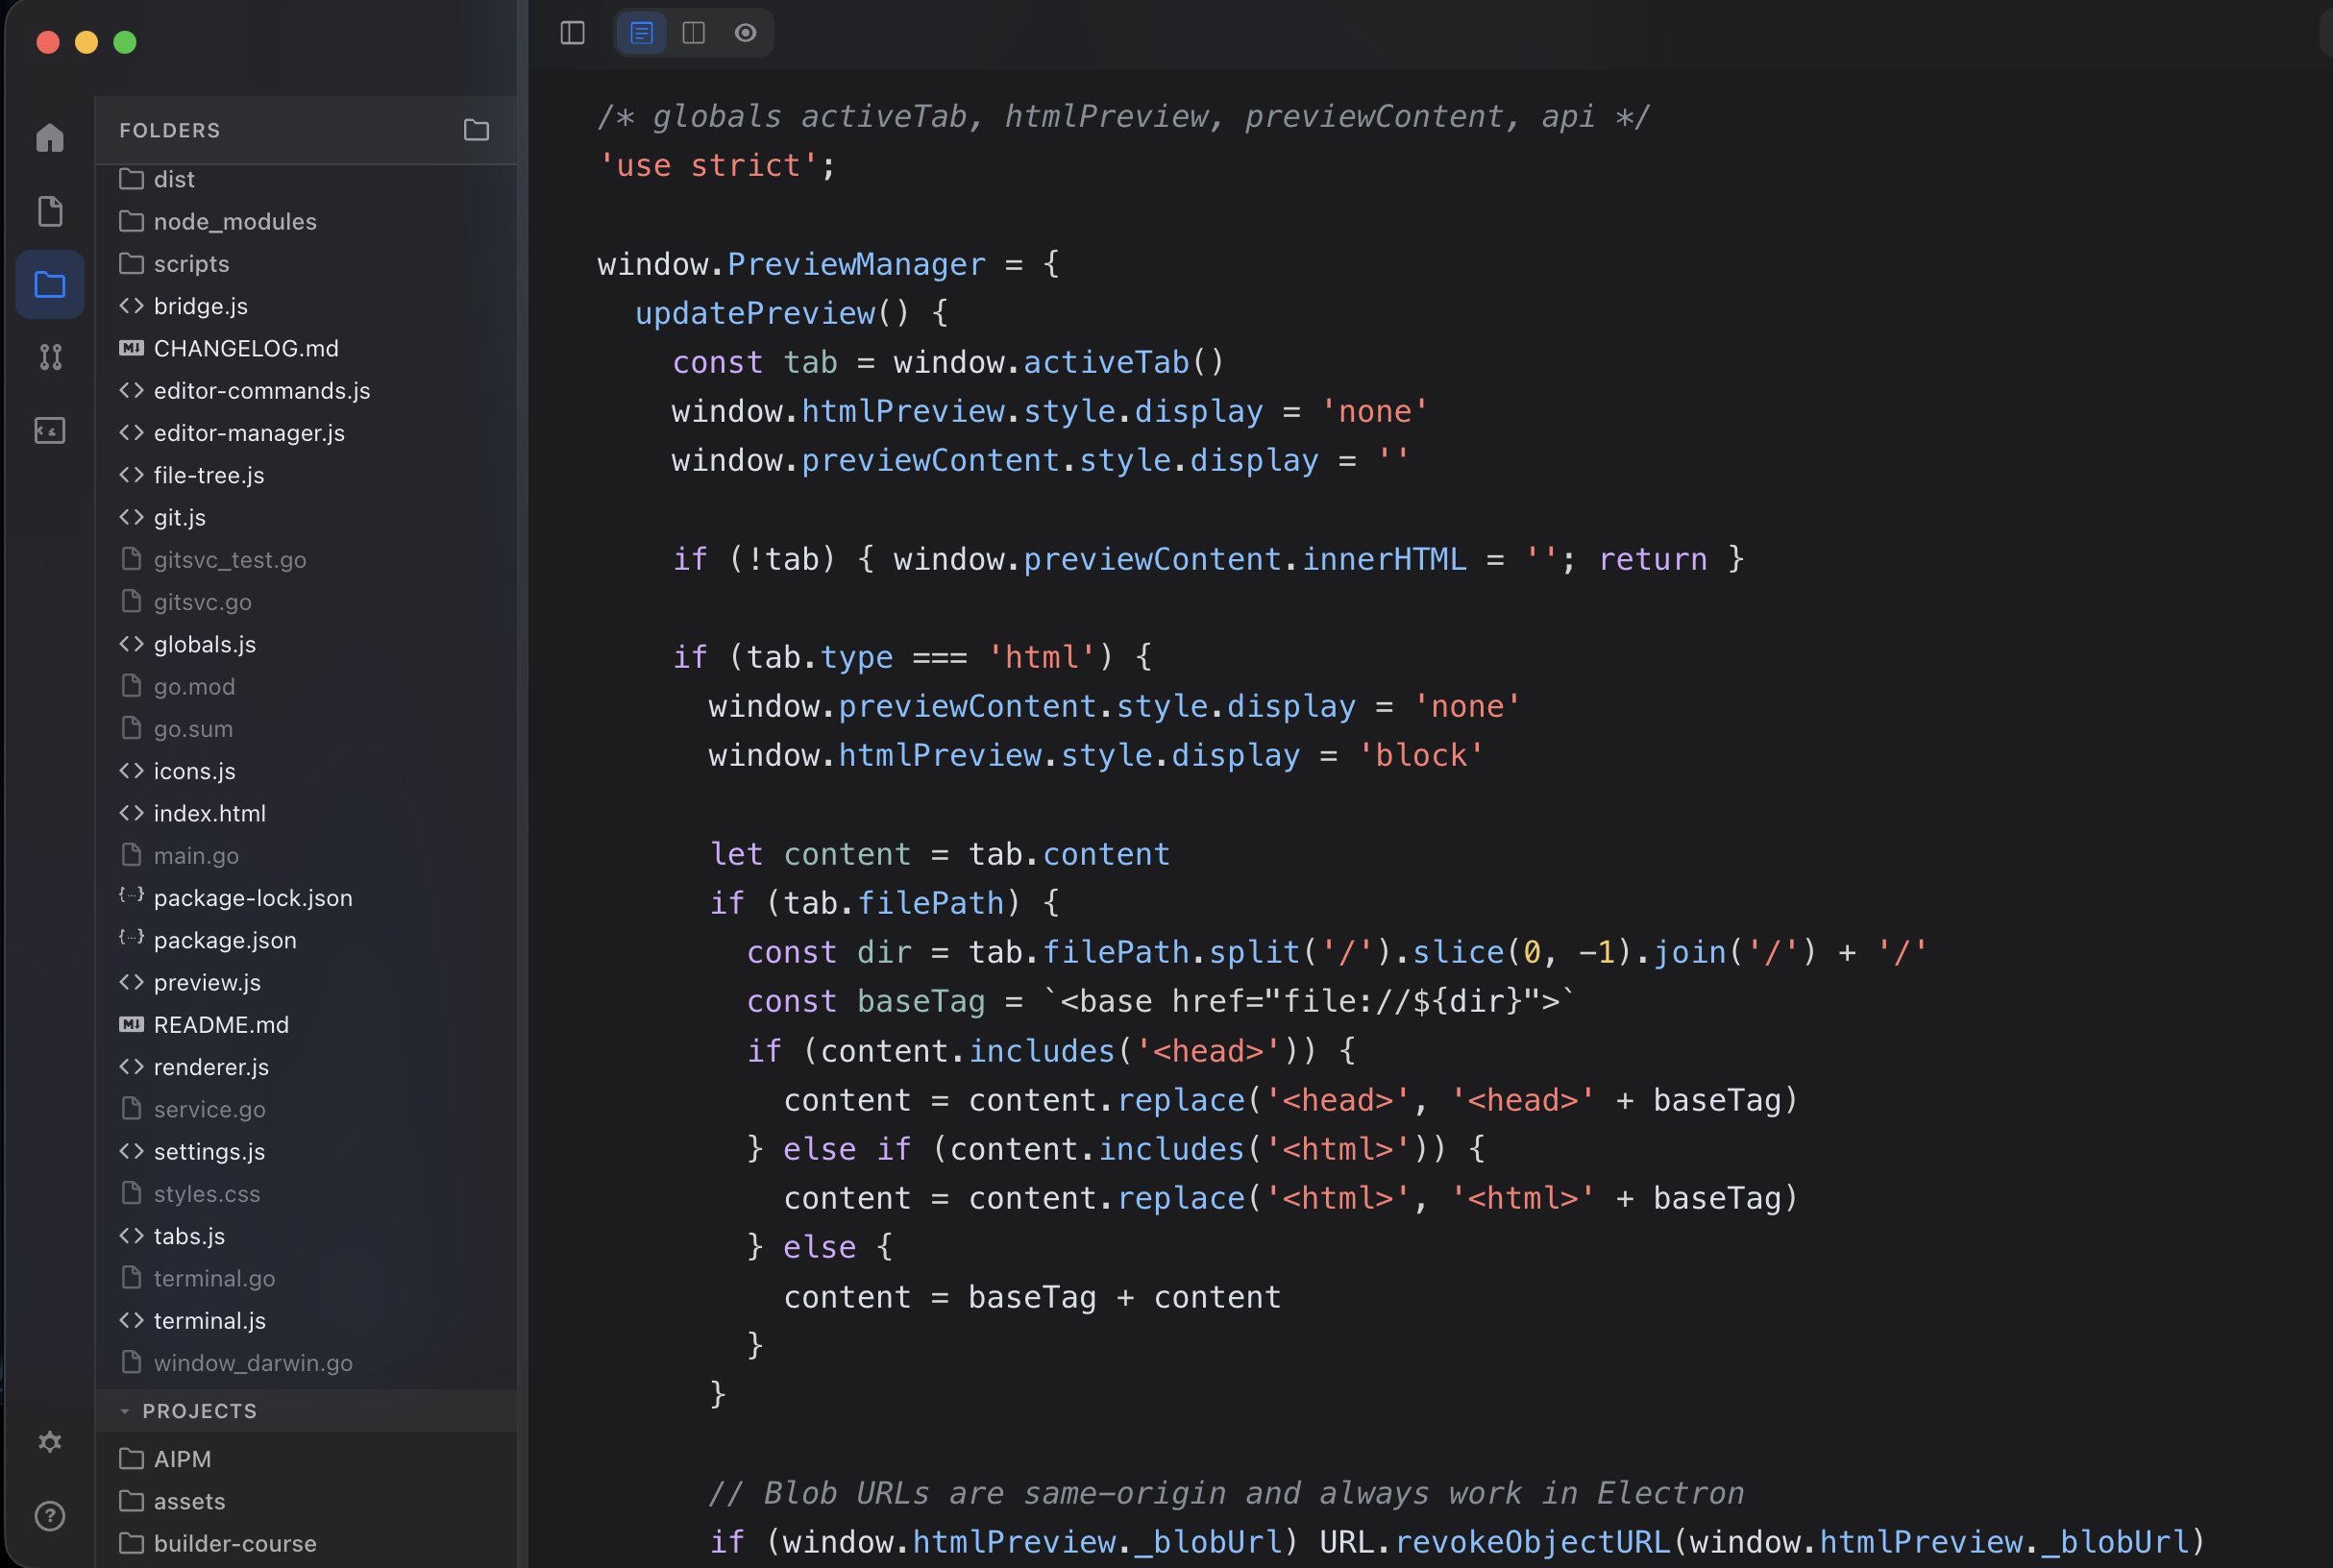 FOLDERS
dist
node_modules
scripts
bridge.js
CHANGELOG.md
editor-commands.js
editor-manager.js
file-tree.js
git.js
gitsvc_test.go
gitsvc.go
globals.js
go.mod
go.sum
icons.js
index.html
main.go
package-lock.json
package.json
preview.js
README.md
renderer.js
service.go
settings.js
styles.css
tabs.js
terminal.go
terminal.js
window_darwin.go
PROJECTS
AIPM
assets
builder-course
/* globals activeTab, htmlPreview, previewContent, api */
'use strict';
window.PreviewManager = {
  updatePreview() {
    const tab = window.activeTab()
    window.htmlPreview.style.display = 'none'
    window.previewContent.style.display = ''
    if (!tab) { window.previewContent.innerHTML = ''; return }
    if (tab.type === 'html') {
      window.previewContent.style.display = 'none'
      window.htmlPreview.style.display = 'block'
      let content = tab.content
      if (tab.filePath) {
        const dir = tab.filePath.split('/').slice(0, -1).join('/') + '/'
        const baseTag = `<base href="file://${dir}">`
        if (content.includes('<head>')) {
          content = content.replace('<head>', '<head>' + baseTag)
        } else if (content.includes('<html>')) {
          content = content.replace('<html>', '<html>' + baseTag)
        } else {
          content = baseTag + content
        }
      }
      // Blob URLs are same-origin and always work in Electron
      if (window.htmlPreview._blobUrl) URL.revokeObjectURL(window.htmlPreview._blobUrl)